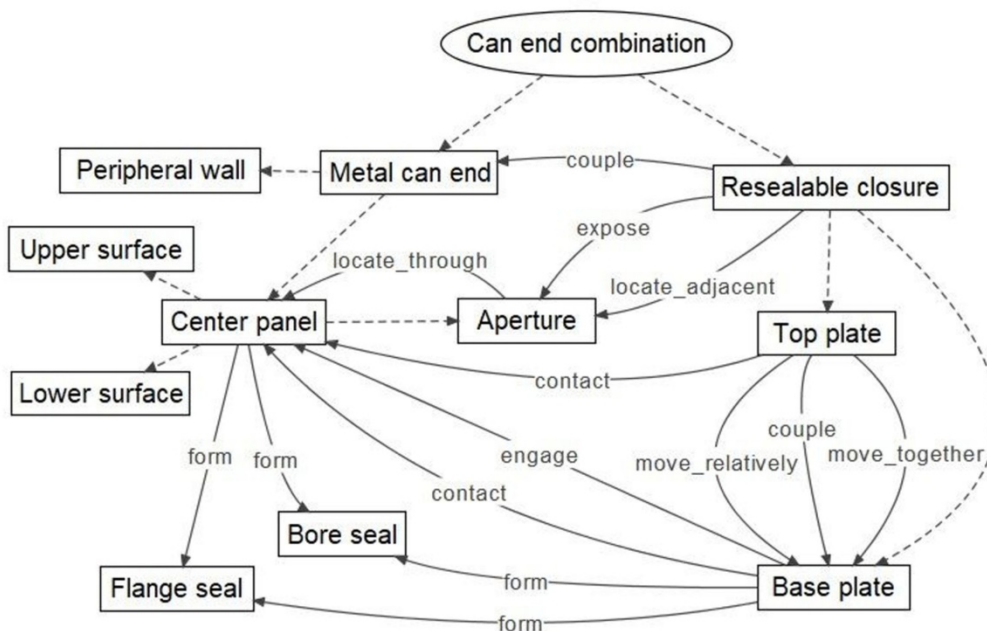 Can end combination
Peripheral wall
Metal can end
couple
Resealable closure
Upper surface
expose
locate_through
locate_adjacent
Center panel
Aperture
Top plate
Lower surface
contact
couple
form
form
engage
move_relatively
move_together
contact
Bore seal
Flange seal
form
Base plate
form